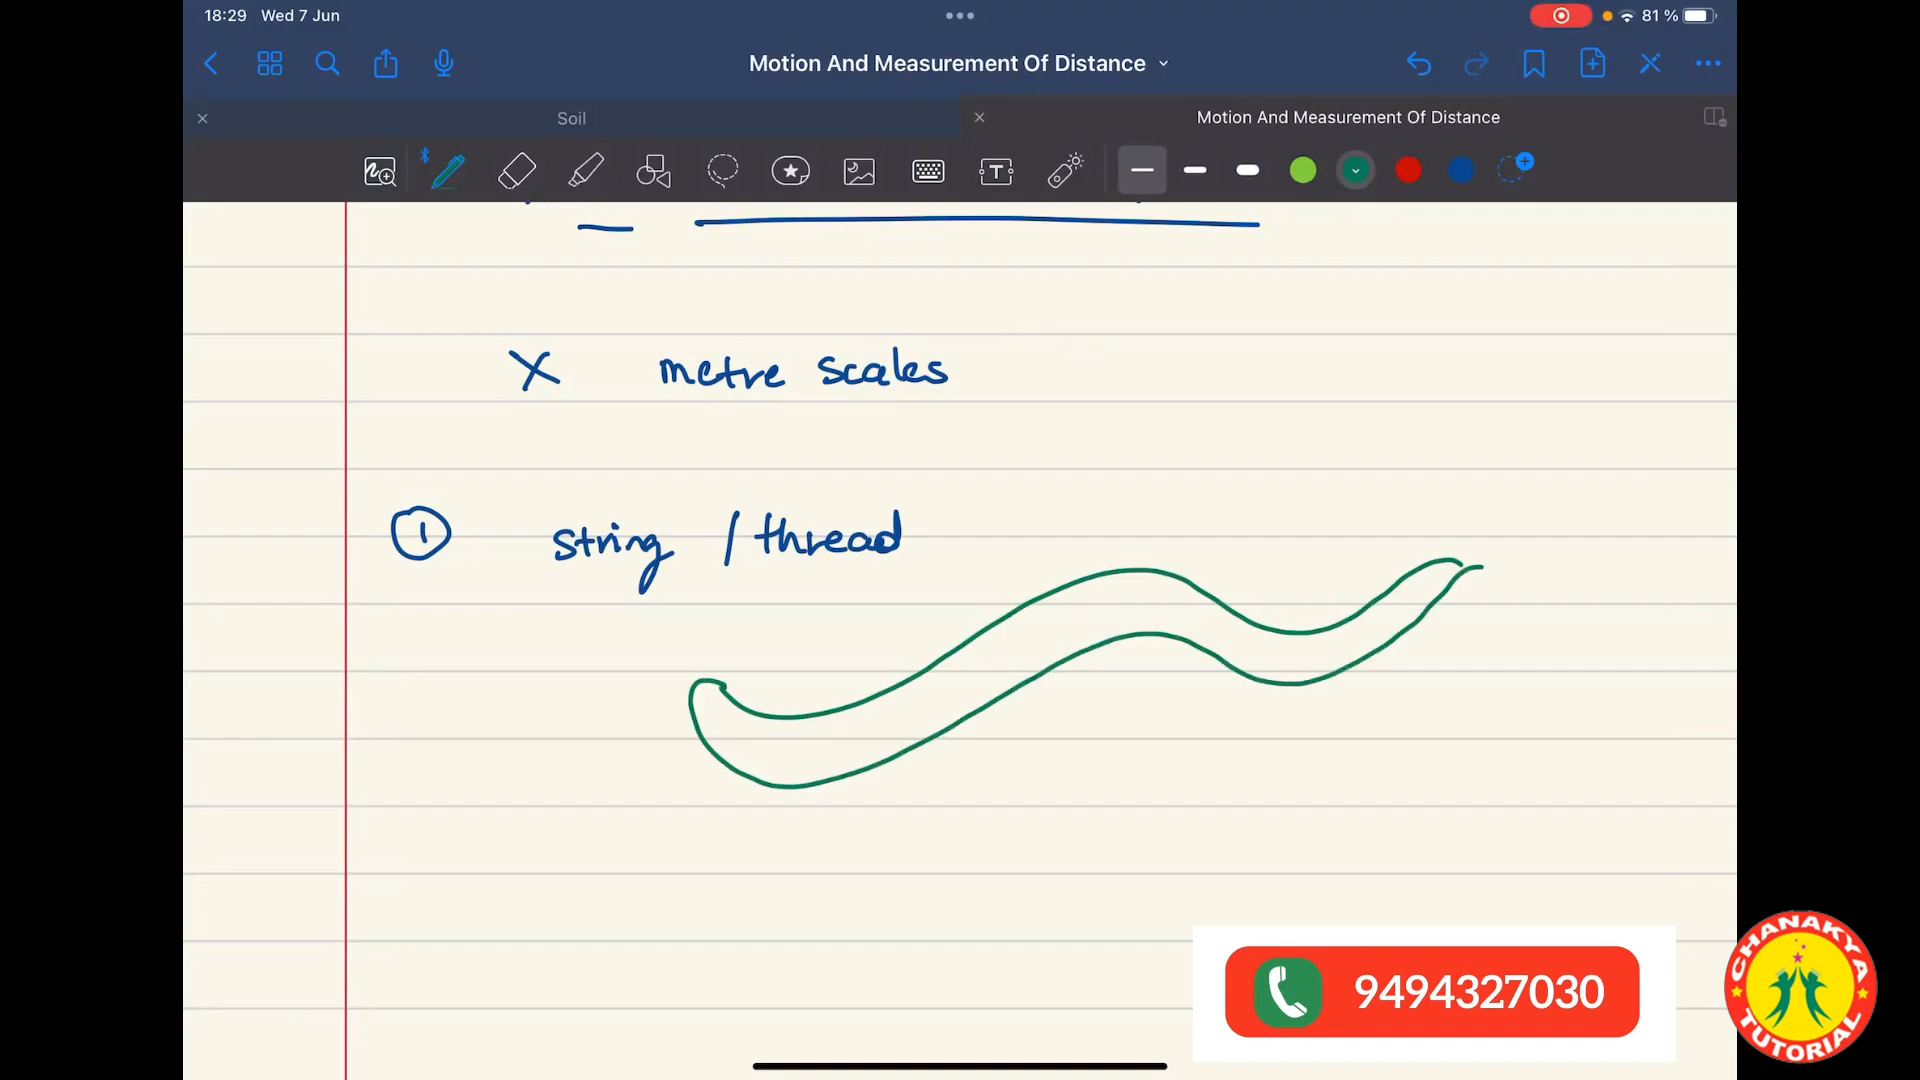 18:29 Wed 7 Jun
81 %
Motion And Measurement Of Distance
Soil
Motion And Measurement Of Distance
T
X metre scales
1 string / thread
9494327030
CHANAKYA
TUTORIAL